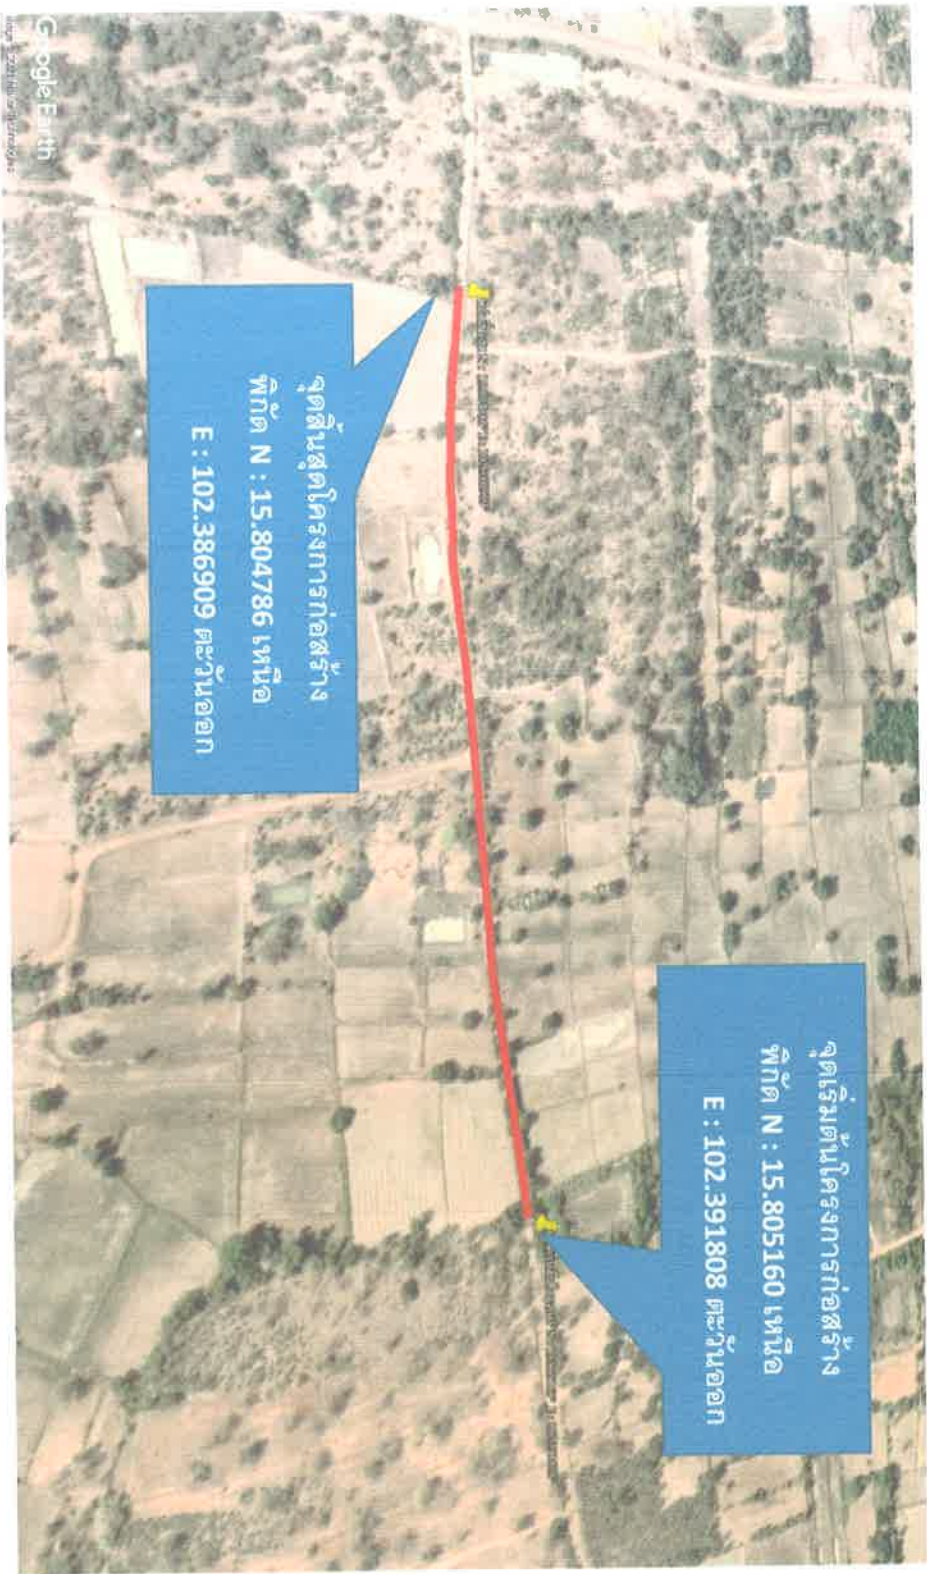 จุดเริ่มต้นโครงการก่อสร้าง
พิกัด N : 15.805160 เหนือ
E : 102.391808 ตะวันออก
จุดสิ้นสุดโครงการก่อสร้าง
พิกัด N : 15.804786 เหนือ
E : 102.386909 ตะวันออก
Google Earth